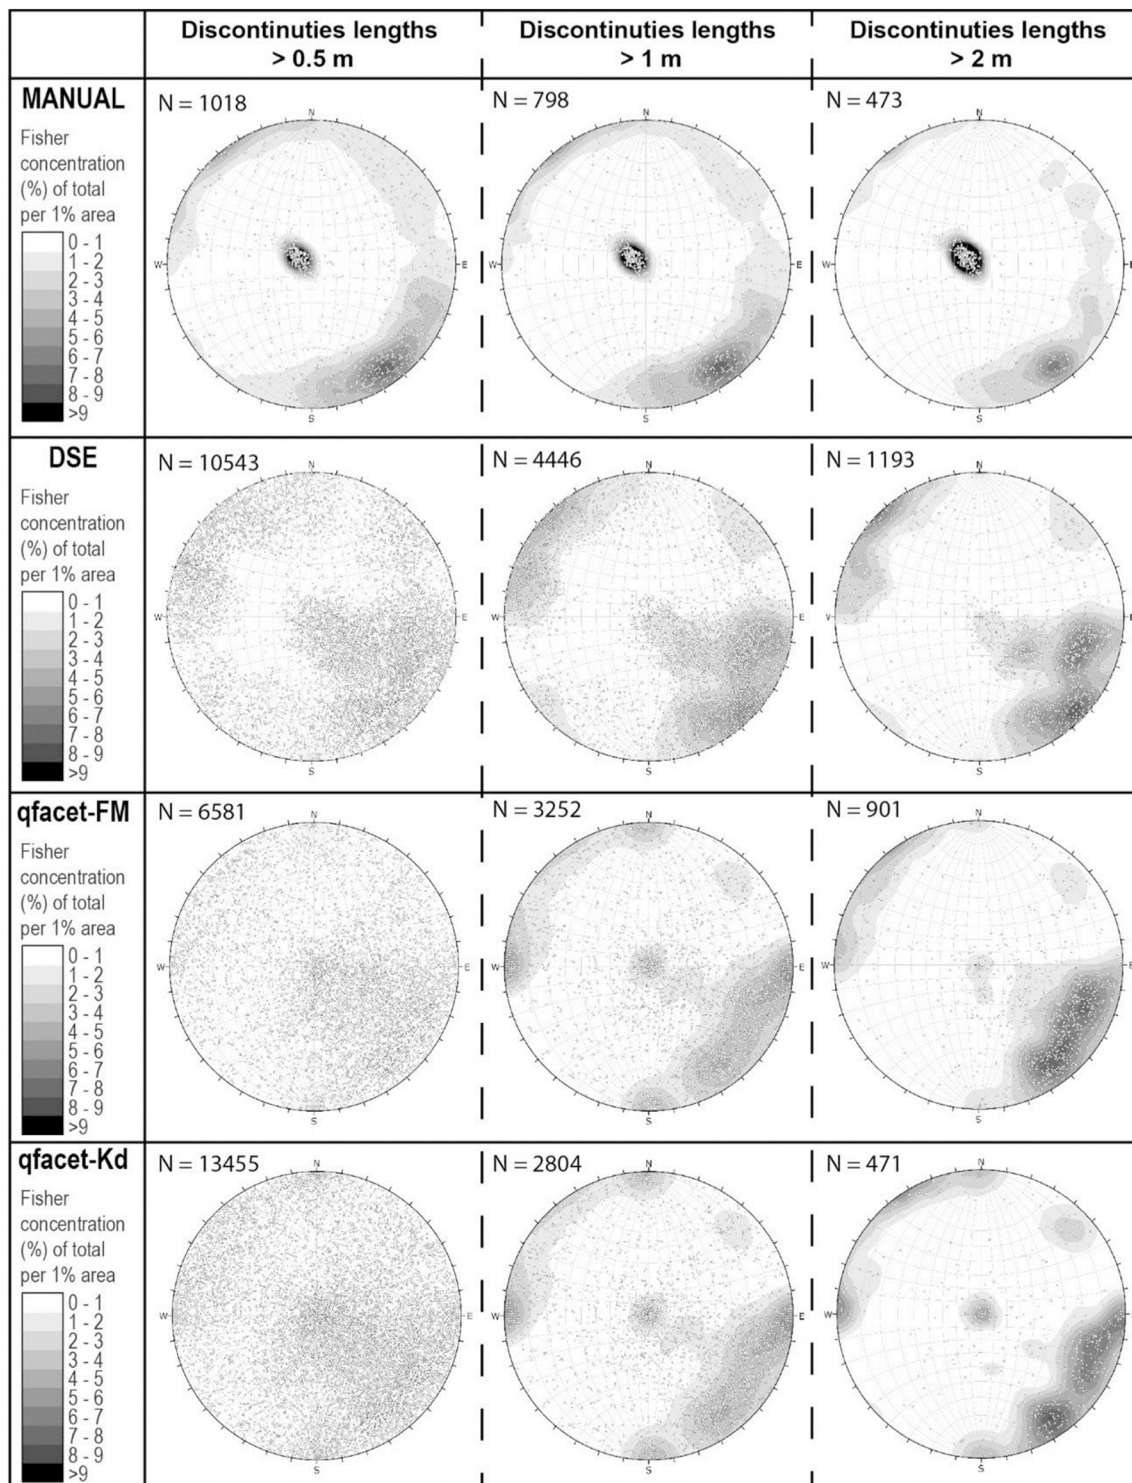 Discontinuties lengths
> 0.5 m
Discontinuties lengths
> 1 m
Discontinuties lengths
> 2 m
MANUAL
Fisher
concentration
(%) of total
per 1% area
0 - 1
1 - 2
2 - 3
3 - 4
4 - 5
5 - 6
6 - 7
7 - 8
8 - 9
>9
N = 1018
N
W
E
S
N = 798
N
W
E
S
N = 473
N
W
E
S
DSE
Fisher
concentration
(%) of total
per 1% area
0 - 1
1 - 2
2 - 3
3 - 4
4 - 5
5 - 6
6 - 7
7 - 8
8 - 9
>9
N = 10543
N
W
E
S
N = 4446
N
W
E
S
N = 1193
N
E
S
qfacet-FM
Fisher
concentration
(%) of total
per 1% area
0 - 1
1 - 2
2 - 3
3 - 4
4 - 5
5 - 6
6 - 7
7 - 8
8 - 9
>9
N = 6581
N
W
E
S
N = 3252
N
W
E
S
N = 901
N
W
E
S
qfacet-Kd
Fisher
concentration
(%) of total
per 1% area
0 - 1
1 - 2
2 - 3
3 - 4
4 - 5
5 - 6
6 - 7
7 - 8
8 - 9
>9
N = 13455
N
W
E
S
N = 2804
N
W
E
S
N = 471
N
W
E
S